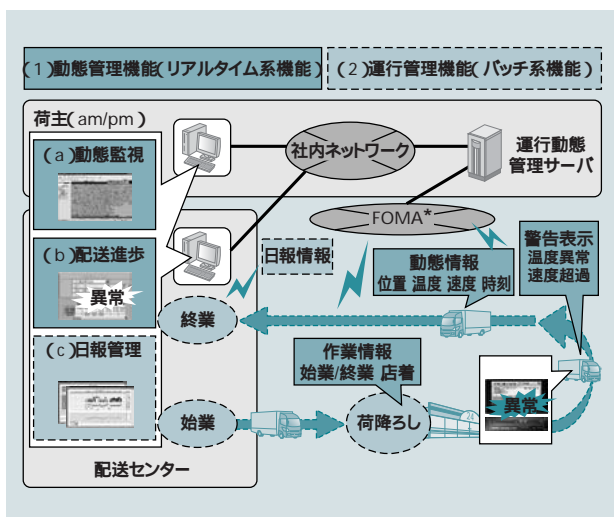 (1)動態管理機能(リアルタイム系機能)
(2)運行管理機能(バッチ系機能)
荷主(am/pm)
(a)動態監視
社内ネットワーク
運行動態
管理サーバ
FOMA*
(b)配送進歩
異常
日報情報
動態情報
位置 温度 速度 時刻
警告表示
温度異常
速度超過
終業
(c)日報管理
作業情報
始業/終業 店着
始業
荷降ろし
24
異常
配送センター